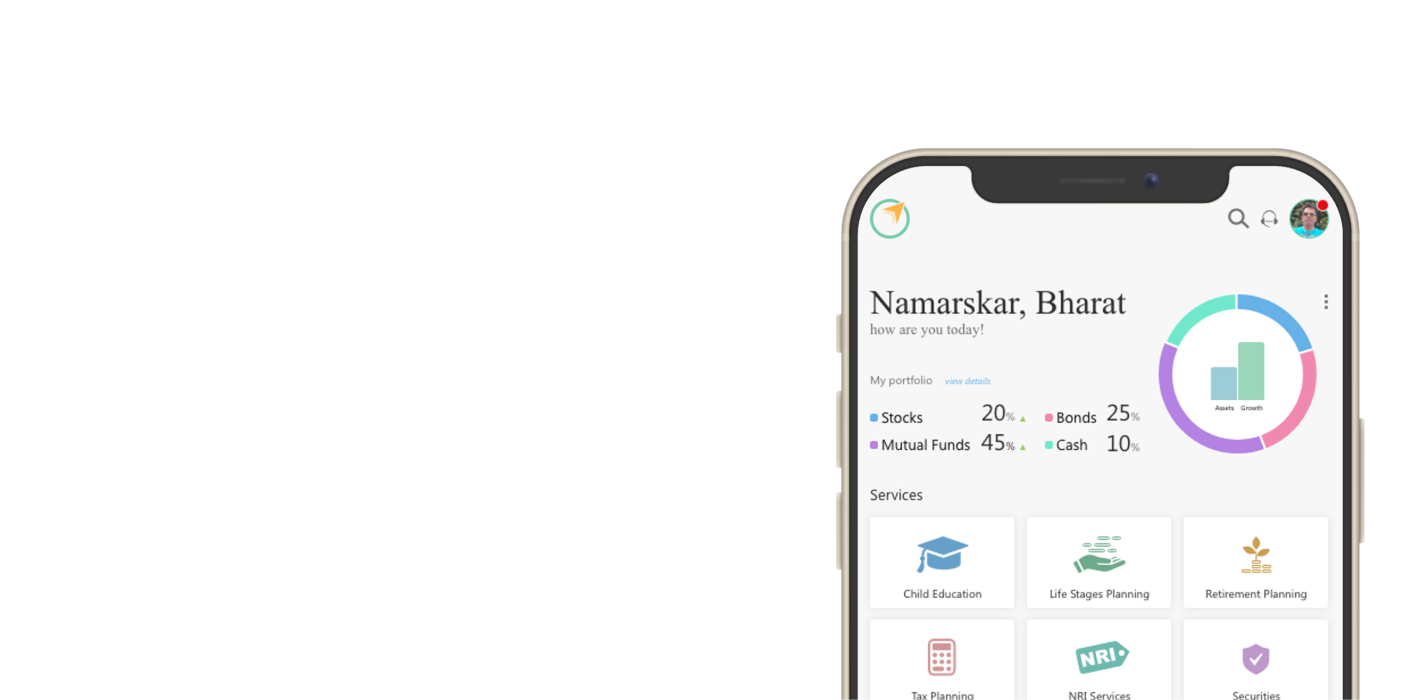 Namarskar, Bharat
how are you today!
My portfolio view details
Stocks 20% Bonds 25%
Mutual Funds 45% Cash 10%
Assets Growth
Services
Child Education Life Stages Planning Retirement Planning
NRI
Tax Planning NRI Services Securities